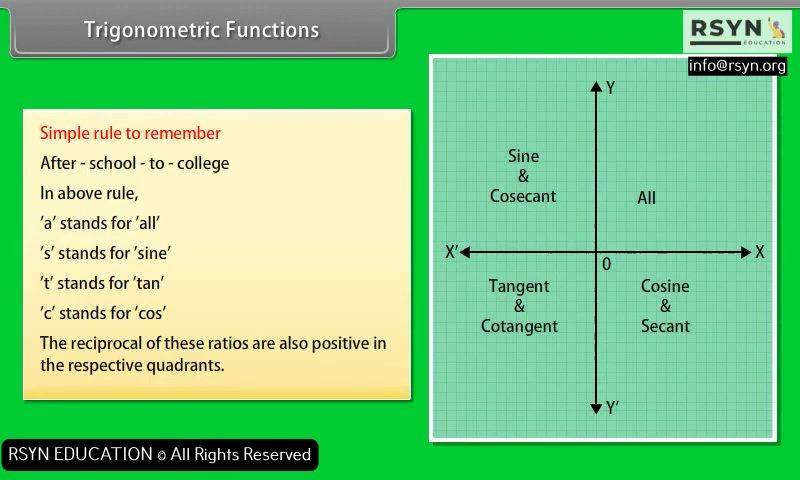 Trigonometric Functions
RSYN
EDUCATION
info@rsyn.org
Simple rule to remember
After - school - to - college
In above rule,
’a’ stands for ’all’
’s’ stands for ’sine’
’t’ stands for ’tan’
’c’ stands for ’cos’
The reciprocal of these ratios are also positive in
the respective quadrants.
Y
Sine
&
Cosecant
All
X’
X
0
Tangent
&
Cotangent
Cosine
&
Secant
Y’
RSYN EDUCATION © All Rights Reserved